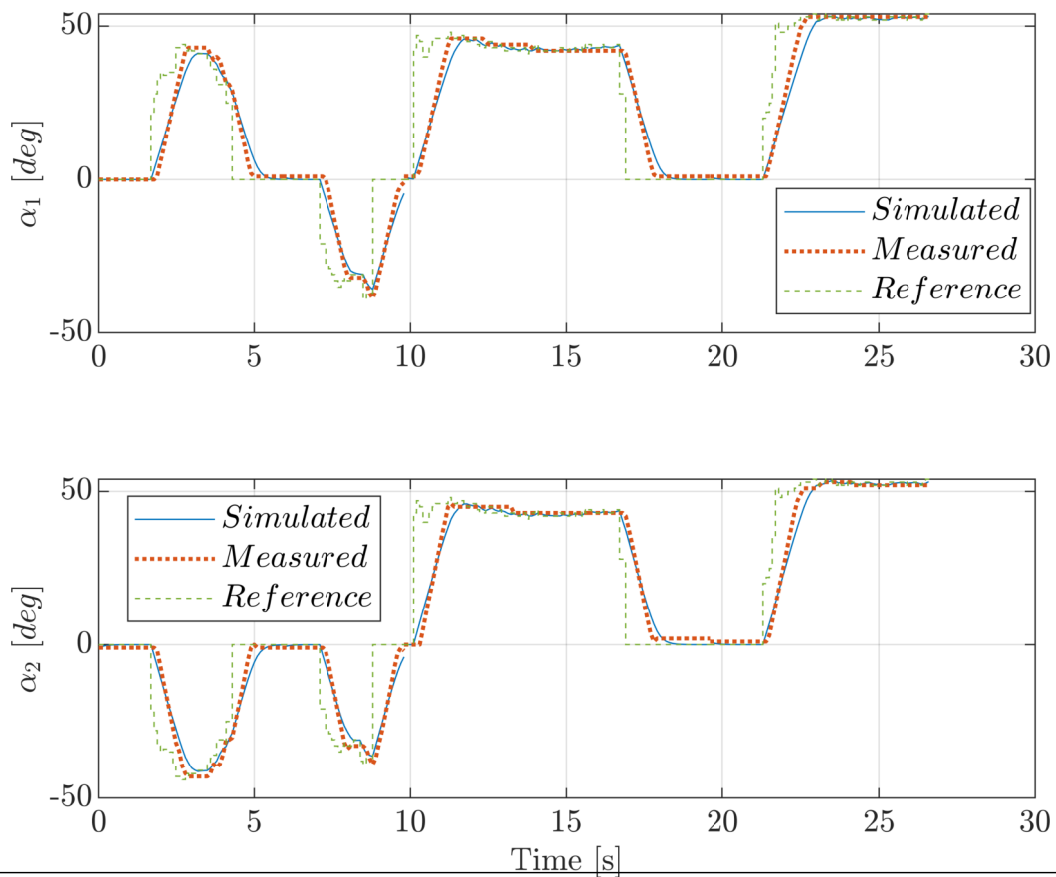 50
0
-50
α₁ [deg]
Simulated
Measured
Reference
0 5 10 15 20 25 30
50
0
-50
α₂ [deg]
Simulated
Measured
Reference
0 5 10 15 20 25 30
Time [s]